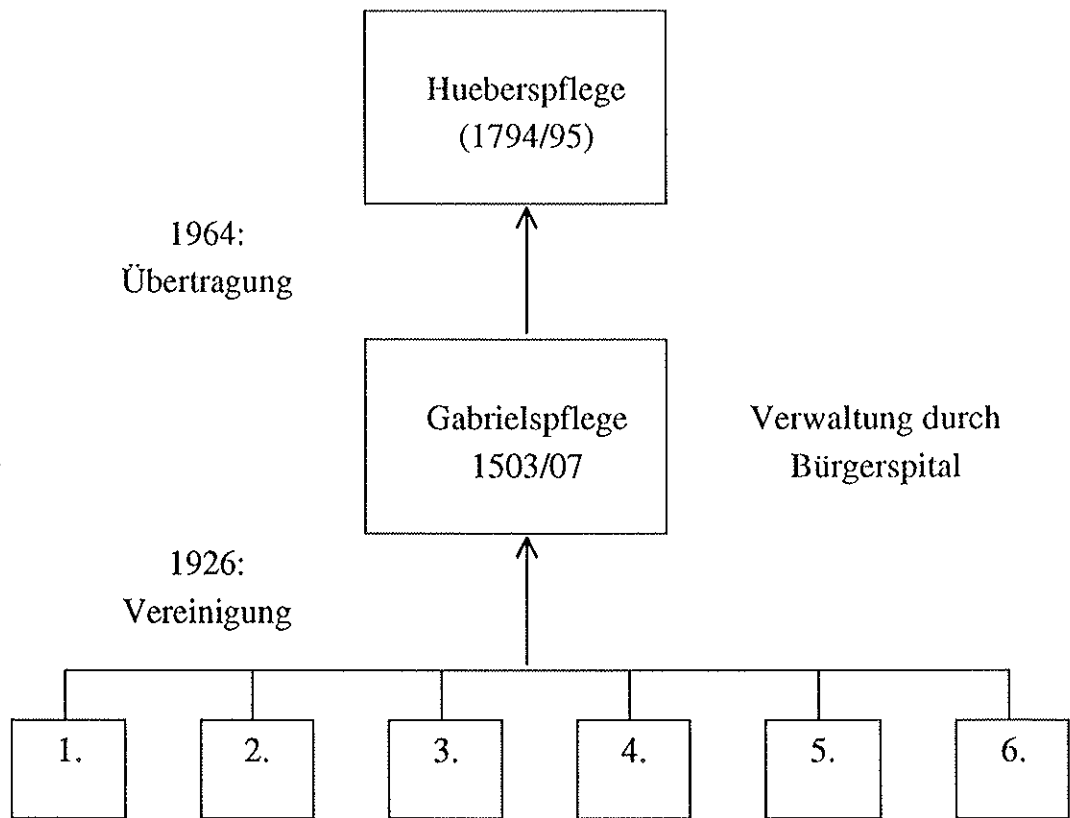 Hueberspflege
(1794/95)
1964:
Übertragung
Gabrielspflege
1503/07
Verwaltung durch
Bürgerspital
1926:
Vereinigung
1.
2.
3.
4.
5.
6.